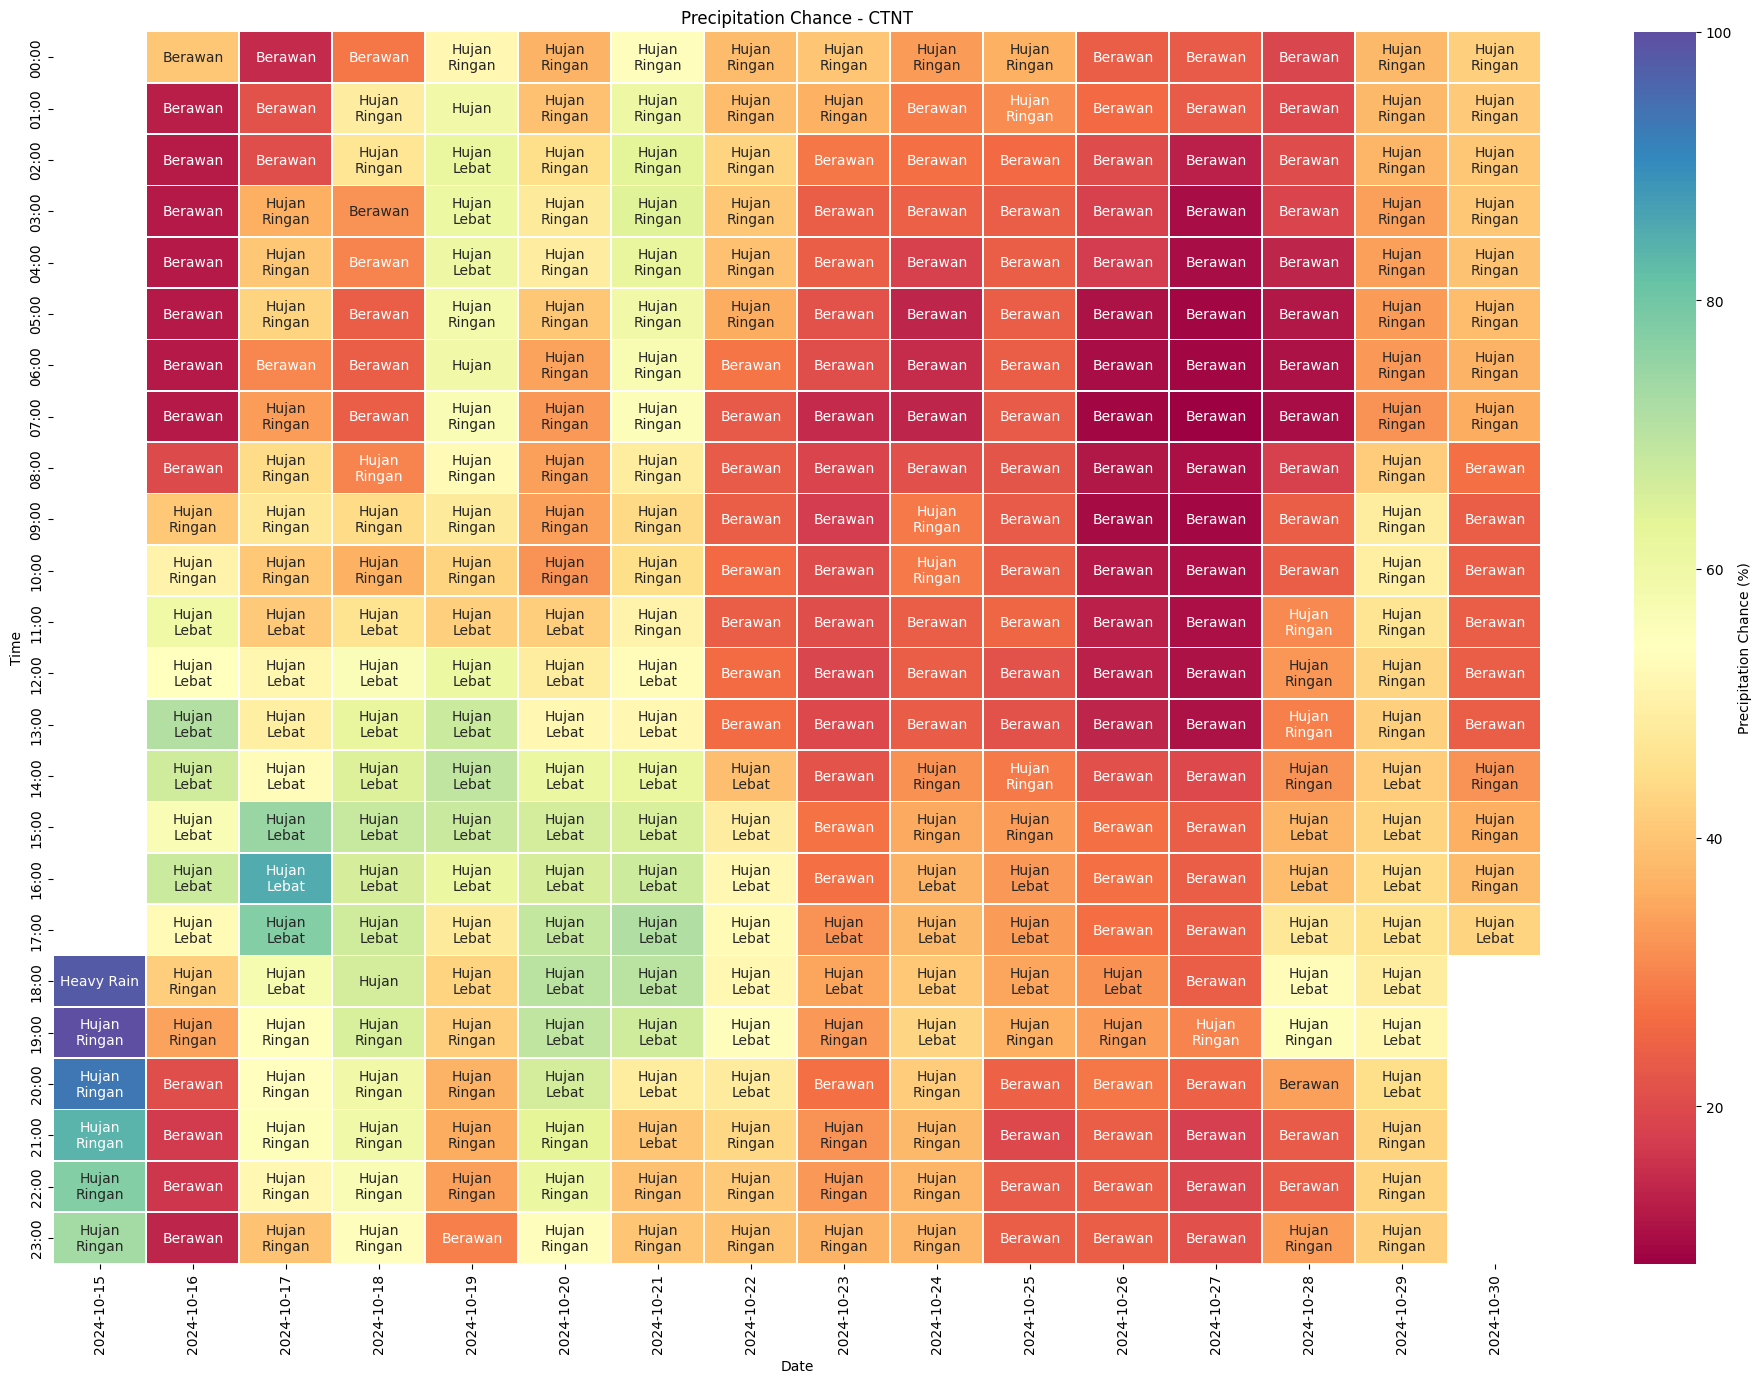 Precipitation Chance - CTNT
00:00 Berawan Berawan Berawan Hujan Ringan Hujan Ringan Hujan Ringan Hujan Ringan Hujan Ringan Hujan Ringan Hujan Ringan Berawan Berawan Berawan Hujan Ringan Hujan Ringan
01:00 Berawan Berawan Hujan Ringan Hujan Hujan Ringan Hujan Ringan Hujan Ringan Hujan Ringan Berawan Hujan Ringan Berawan Berawan Berawan Hujan Ringan Hujan Ringan
02:00 Berawan Berawan Hujan Ringan Hujan Lebat Hujan Ringan Hujan Ringan Hujan Ringan Berawan Berawan Berawan Berawan Berawan Berawan Hujan Ringan Hujan Ringan
03:00 Berawan Hujan Ringan Berawan Hujan Lebat Hujan Ringan Hujan Ringan Hujan Ringan Berawan Berawan Berawan Berawan Berawan Berawan Hujan Ringan Hujan Ringan
04:00 Berawan Hujan Ringan Berawan Hujan Lebat Hujan Ringan Hujan Ringan Hujan Ringan Berawan Berawan Berawan Berawan Berawan Berawan Hujan Ringan Hujan Ringan
05:00 Berawan Hujan Ringan Berawan Hujan Ringan Hujan Ringan Hujan Ringan Hujan Ringan Berawan Berawan Berawan Berawan Berawan Berawan Hujan Ringan Hujan Ringan
06:00 Berawan Berawan Berawan Hujan Hujan Ringan Hujan Ringan Berawan Berawan Berawan Berawan Berawan Berawan Berawan Hujan Ringan Hujan Ringan
07:00 Berawan Hujan Ringan Berawan Hujan Ringan Hujan Ringan Hujan Ringan Berawan Berawan Berawan Berawan Berawan Berawan Berawan Hujan Ringan Hujan Ringan
08:00 Berawan Hujan Ringan Hujan Ringan Hujan Ringan Hujan Ringan Hujan Ringan Berawan Berawan Berawan Berawan Berawan Berawan Berawan Hujan Ringan Berawan
09:00 Hujan Ringan Hujan Ringan Hujan Ringan Hujan Ringan Hujan Ringan Hujan Ringan Berawan Berawan Hujan Ringan Berawan Berawan Berawan Berawan Hujan Ringan Berawan
10:00 Hujan Ringan Hujan Ringan Hujan Ringan Hujan Ringan Hujan Ringan Hujan Ringan Berawan Berawan Hujan Ringan Berawan Berawan Berawan Berawan Hujan Ringan Berawan
11:00 Hujan Lebat Hujan Lebat Hujan Lebat Hujan Lebat Hujan Lebat Hujan Ringan Berawan Berawan Berawan Berawan Berawan Berawan Hujan Ringan Hujan Ringan Berawan
12:00 Hujan Lebat Hujan Lebat Hujan Lebat Hujan Lebat Hujan Lebat Hujan Lebat Berawan Berawan Berawan Berawan Berawan Berawan Hujan Ringan Hujan Ringan Berawan
13:00 Hujan Lebat Hujan Lebat Hujan Lebat Hujan Lebat Hujan Lebat Hujan Lebat Berawan Berawan Berawan Berawan Berawan Berawan Hujan Ringan Hujan Ringan Berawan
14:00 Hujan Lebat Hujan Lebat Hujan Lebat Hujan Lebat Hujan Lebat Hujan Lebat Hujan Lebat Berawan Hujan Ringan Hujan Ringan Berawan Berawan Hujan Ringan Hujan Lebat Hujan Ringan
15:00 Hujan Lebat Hujan Lebat Hujan Lebat Hujan Lebat Hujan Lebat Hujan Lebat Hujan Lebat Berawan Hujan Ringan Hujan Ringan Berawan Berawan Hujan Lebat Hujan Lebat Hujan Ringan
16:00 Hujan Lebat Hujan Lebat Hujan Lebat Hujan Lebat Hujan Lebat Hujan Lebat Hujan Lebat Berawan Hujan Lebat Hujan Lebat Berawan Berawan Hujan Lebat Hujan Lebat Hujan Ringan
17:00 Hujan Lebat Hujan Lebat Hujan Lebat Hujan Lebat Hujan Lebat Hujan Lebat Hujan Lebat Hujan Lebat Hujan Lebat Hujan Lebat Berawan Berawan Hujan Lebat Hujan Lebat Hujan Lebat
18:00 Heavy Rain Hujan Ringan Hujan Lebat Hujan Hujan Lebat Hujan Lebat Hujan Lebat Hujan Lebat Hujan Lebat Hujan Lebat Hujan Lebat Hujan Lebat Berawan Hujan Lebat Hujan Lebat
19:00 Hujan Ringan Hujan Ringan Hujan Ringan Hujan Ringan Hujan Ringan Hujan Lebat Hujan Lebat Hujan Lebat Hujan Ringan Hujan Lebat Hujan Ringan Hujan Ringan Hujan Ringan Hujan Ringan Hujan Lebat
20:00 Hujan Ringan Berawan Hujan Ringan Hujan Ringan Hujan Ringan Hujan Lebat Hujan Lebat Hujan Lebat Berawan Hujan Ringan Berawan Berawan Berawan Berawan Hujan Lebat
21:00 Hujan Ringan Berawan Hujan Ringan Hujan Ringan Hujan Ringan Hujan Ringan Hujan Lebat Hujan Ringan Hujan Ringan Hujan Ringan Berawan Berawan Berawan Berawan Hujan Ringan
22:00 Hujan Ringan Berawan Hujan Ringan Hujan Ringan Hujan Ringan Hujan Ringan Hujan Ringan Hujan Ringan Hujan Ringan Hujan Ringan Berawan Berawan Berawan Berawan Hujan Ringan
23:00 Hujan Ringan Berawan Hujan Ringan Hujan Ringan Berawan Hujan Ringan Hujan Ringan Hujan Ringan Hujan Ringan Hujan Ringan Berawan Berawan Berawan Hujan Ringan Hujan Ringan
Time
2024-10-15 2024-10-16 2024-10-17 2024-10-18 2024-10-19 2024-10-20 2024-10-21 2024-10-22 2024-10-23 2024-10-24 2024-10-25 2024-10-26 2024-10-27 2024-10-28 2024-10-29 2024-10-30
Date
100
80
60
40
20
Precipitation Chance (%)